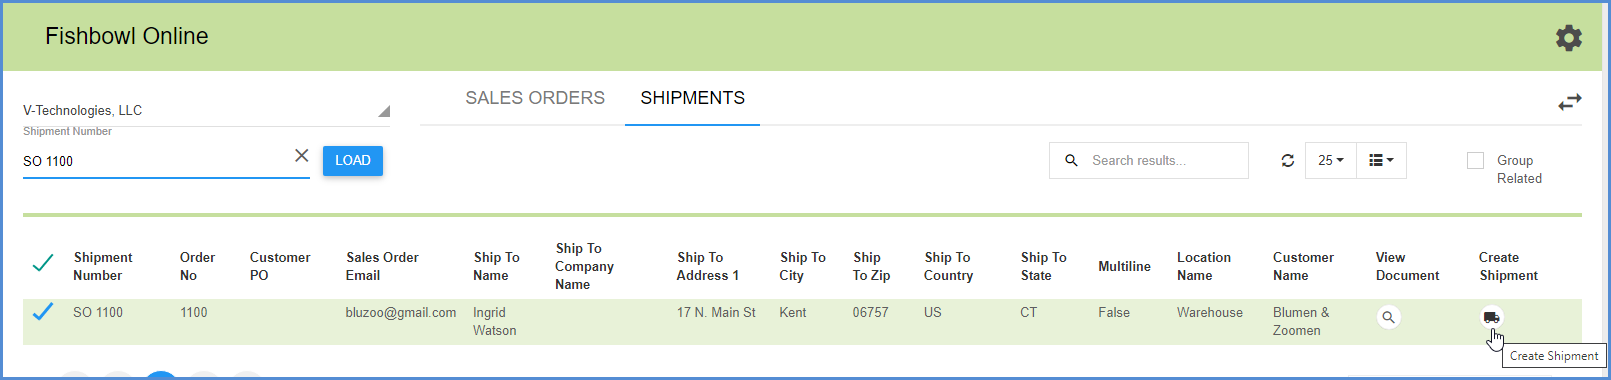 Fishbowl Online
V-Technologies, LLC
SALES ORDERS
SHIPMENTS
Shipment Number
SO 1100
LOAD
Search results...
25
Group
Related
Shipment
Number
Order
No
Customer
PO
Sales Order
Email
Ship To
Name
Ship To
Company
Name
Ship To
Address 1
Ship To
City
Ship
To Zip
Ship To
Country
Ship To
State
Multiline
Location
Name
Customer
Name
View
Document
Create
Shipment
SO 1100
1100
bluzoo@gmail.com
Ingrid
Watson
17 N. Main St
Kent
06757
US
CT
False
Warehouse
Blumen &
Zoomen
Create Shipment